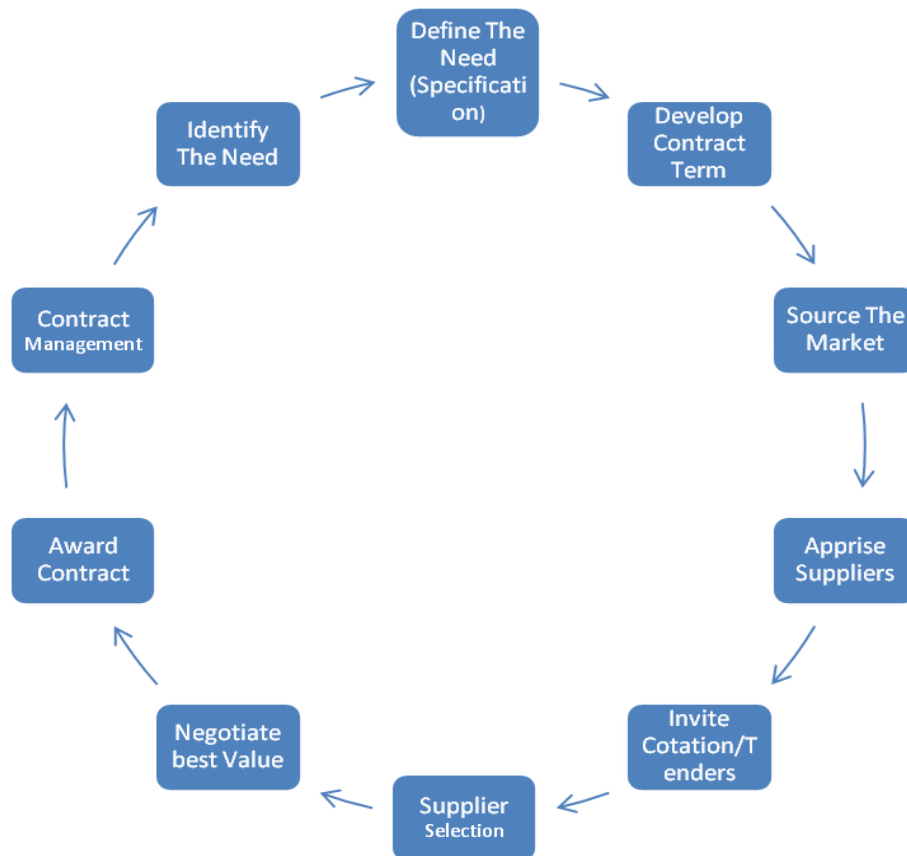 Define The
Need
(Specificati
on)
Develop
Contract
Term
Source The
Market
Apprise
Suppliers
Invite
Cotation/T
enders
Supplier
Selection
Negotiate
best Value
Award
Contract
Contract
Management
Identify
The Need